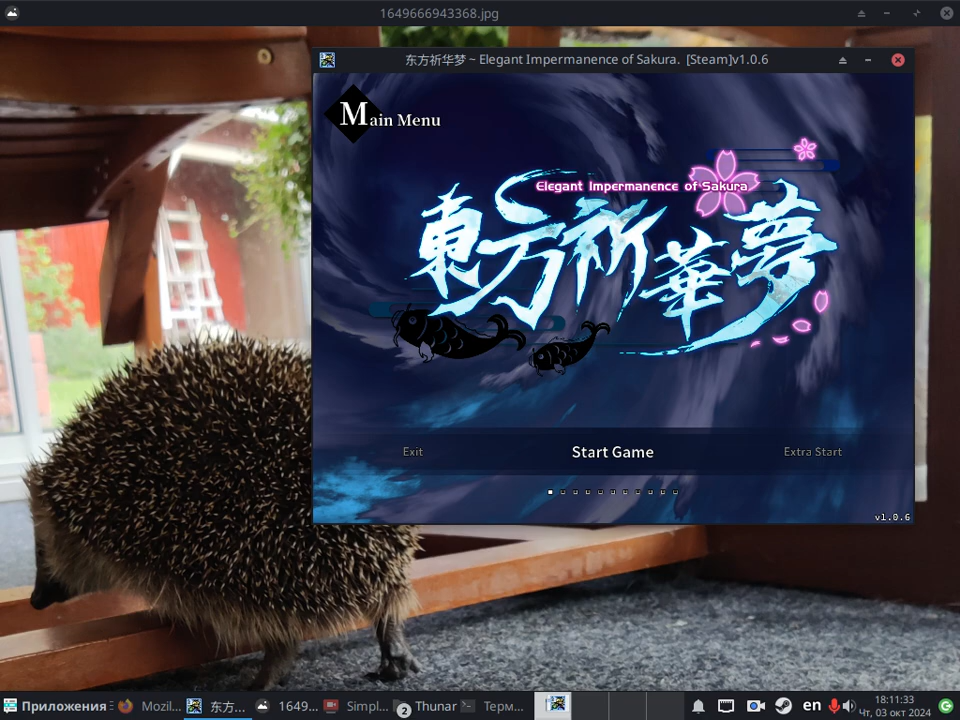 1649666943368.jpg
东方祈华梦 ~ Elegant Impermanence of Sakura. [Steam]v1.0.6
Main Menu
Elegant Impermanence of Sakura
東方祈華夢
Exit
Start Game
Extra Start
v1.0.6
Приложения
Mozil...
东方...
1649...
Simpl...
2
Thunar
Терм...
en
18:11:33
Чт, 03 окт 2024